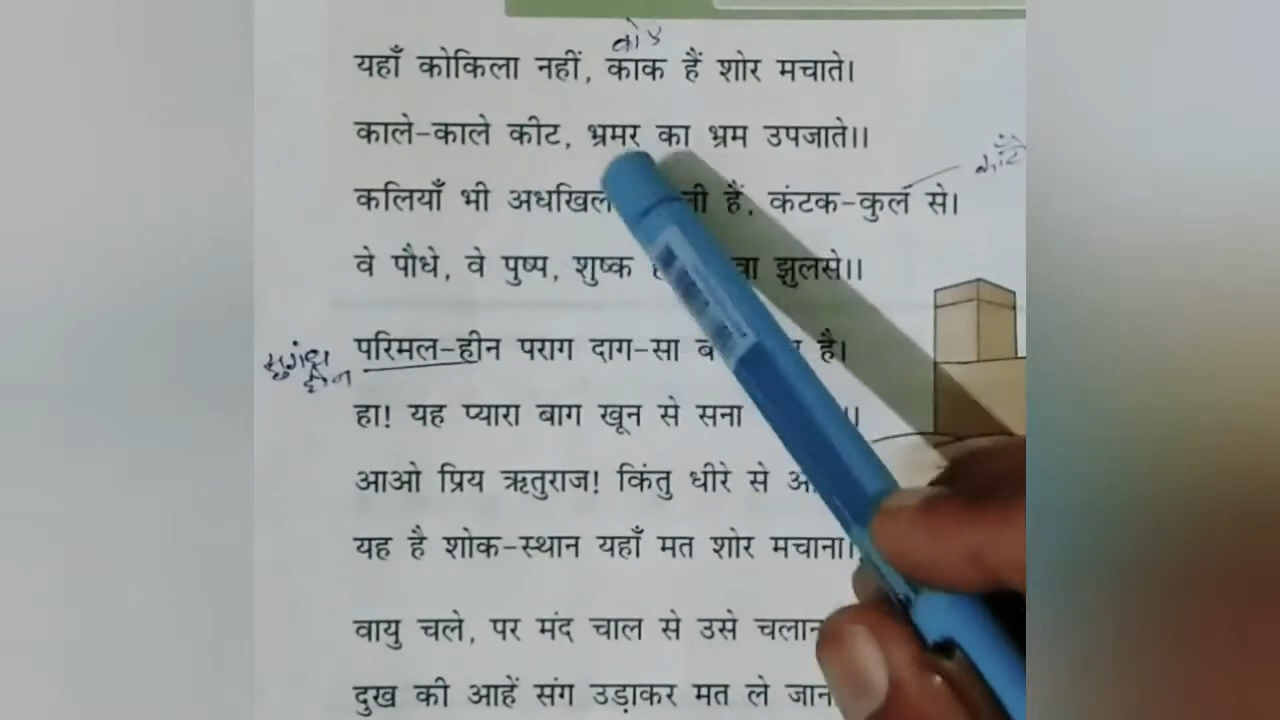 यहाँ कोकिला नहीं, काक हैं शोर मचाते।
काले-काले कीट, भ्रमर का भ्रम उपजाते।।
कलियाँ भी अधखिल हैं, कंटक-कुल से।
वे पौधे, वे पुष्प, शुष्क झुलसे।।
सुगंध हीन
परिमल-हीन पराग दाग-सा है।
हा! यह प्यारा बाग खून से सना
आओ प्रिय ऋतुराज! किंतु धीरे से
यह है शोक-स्थान यहाँ मत शोर मचाना।
वायु चले, पर मंद चाल से उसे चलान
दुख की आहें संग उड़ाकर मत ले जान